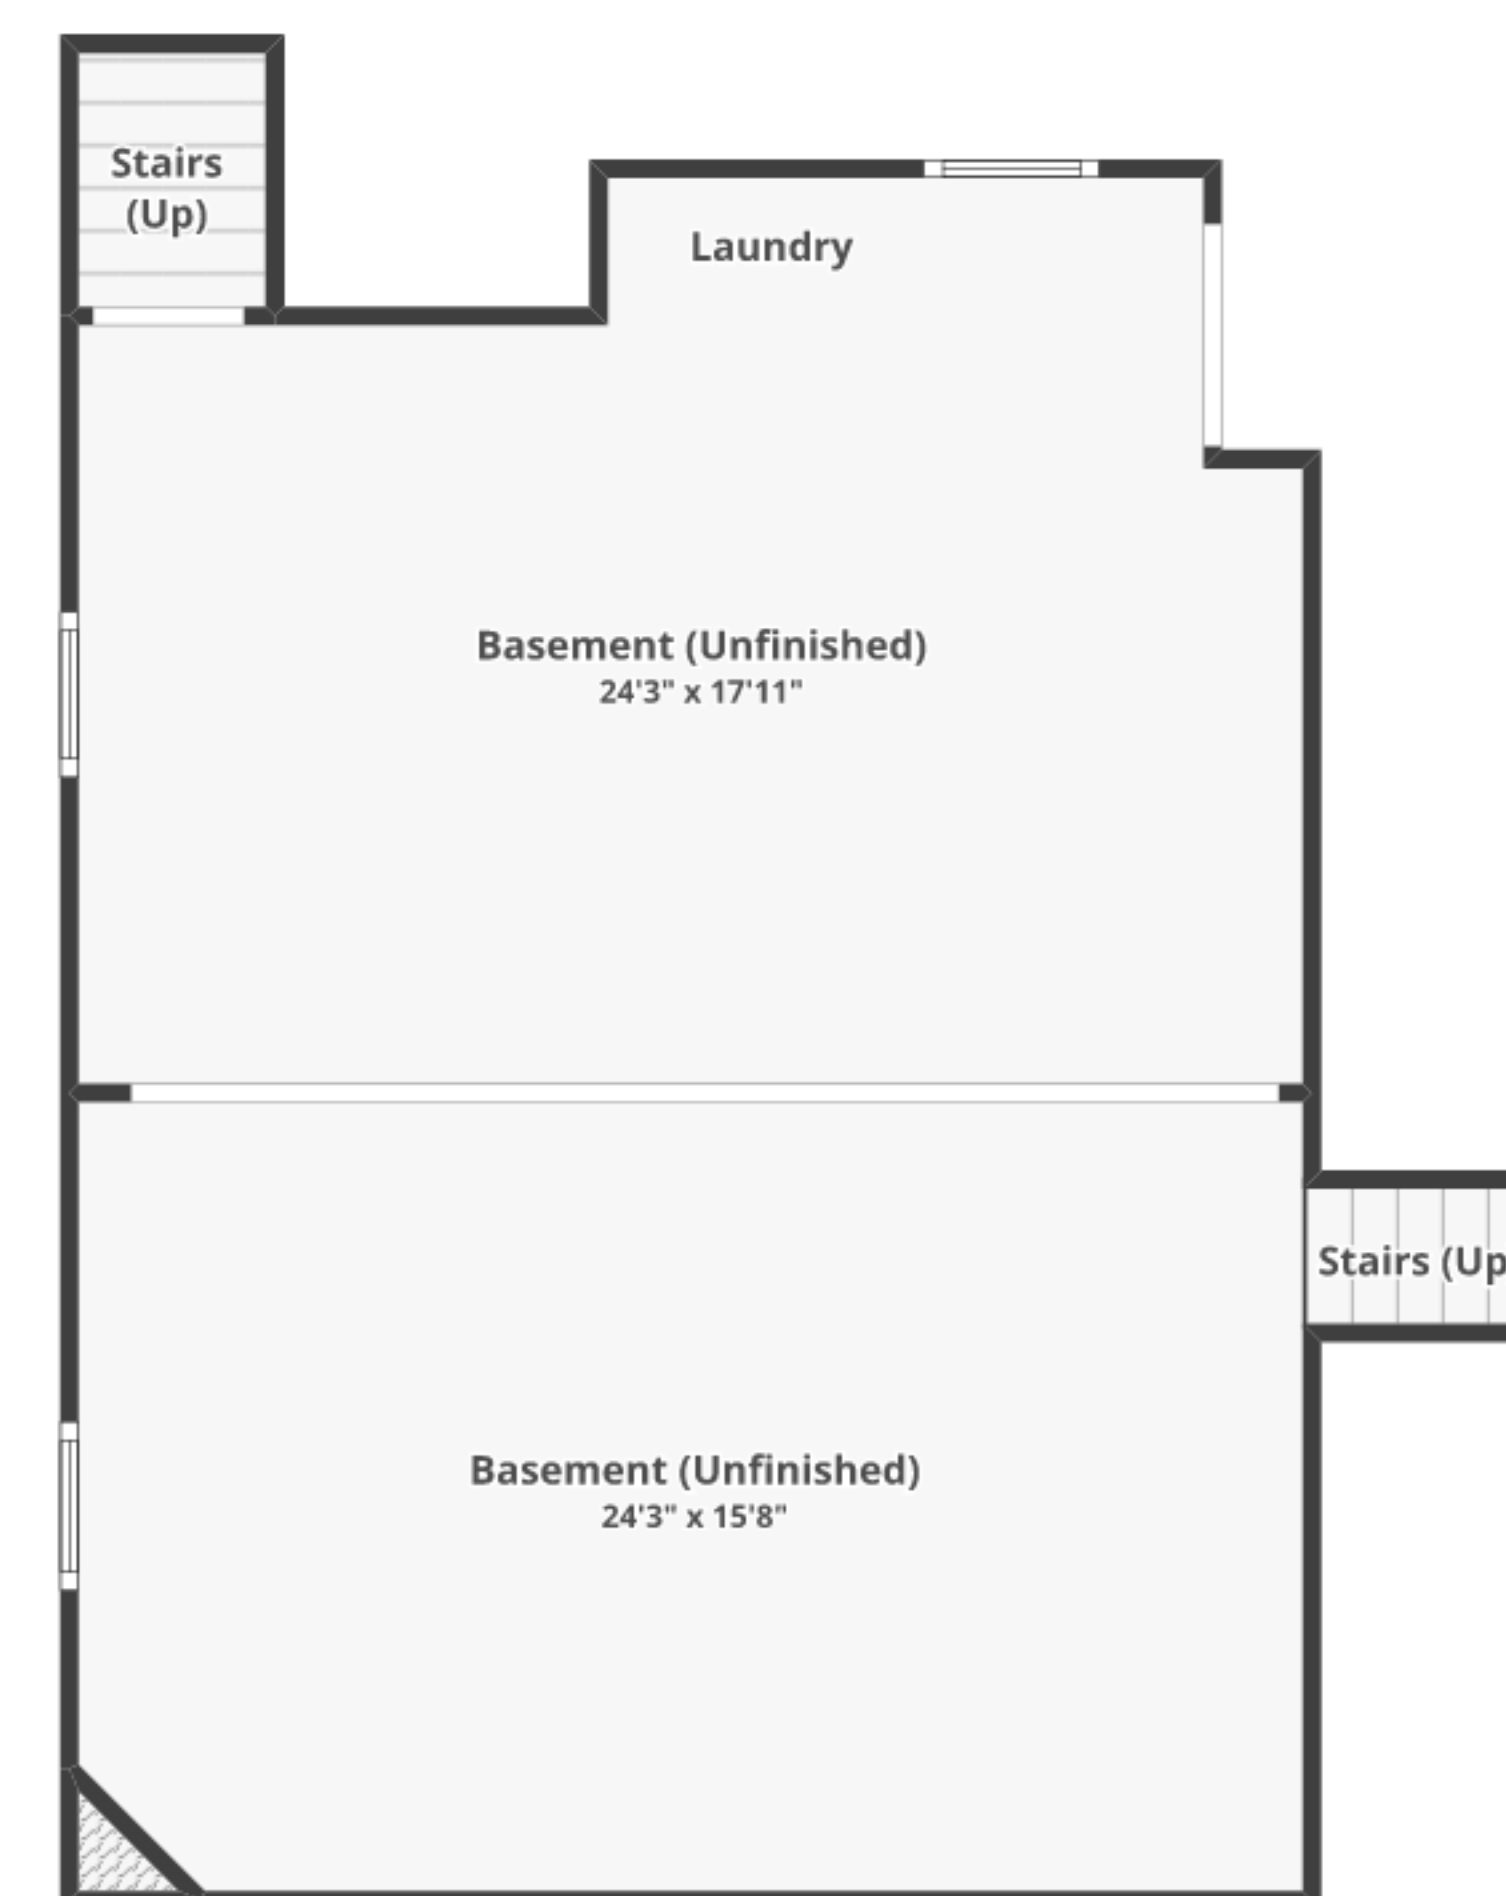 Stairs
(Up)
Laundry
Basement (Unfinished)
24'3" x 17'11"
Stairs (Up
Basement (Unfinished)
24'3" x 15'8"